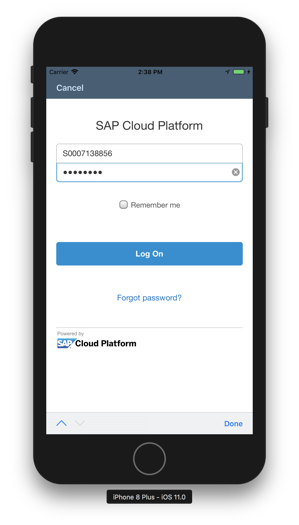 Carrier 2:38 PM
Cancel
SAP Cloud Platform
S0007138856
••••••••
Remember me
Log On
Forgot password?
Powered by
SAP Cloud Platform
Done
iPhone 8 Plus - iOS 11.0